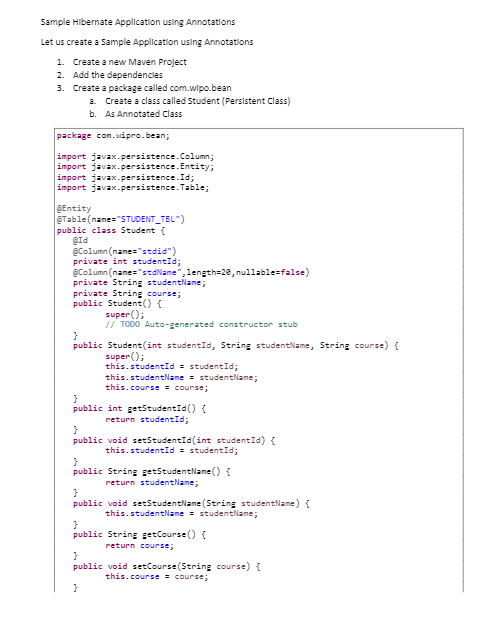 Sample Hibernate Application using Annotations
Let us create a Sample Application using Annotations
1. Create a new Maven Project
2. Add the dependencies
3. Create a package called com.wipo.bean
a. Create a class called Student (Persistent Class)
b. As Annotated Class
package com.wipro.bean;
import javax.persistence.Column;
import javax.persistence.Entity;
import javax.persistence.Id;
import javax.persistence.Table;
@Entity
@Table(name="STUDENT_TBL")
public class Student {
@Id
@Column(name="stdid")
private int studentId;
@Column(name="stdName",length=20,nullable=false)
private String studentName;
private String course;
public Student() {
super();
// TODO Auto-generated constructor stub
}
public Student(int studentId, String studentName, String course) {
super();
this.studentId = studentId;
this.studentName = studentName;
this.course = course;
}
public int getStudentId() {
return studentId;
}
public void setStudentId(int studentId) {
this.studentId = studentId;
}
public String getStudentName() {
return studentName;
}
public void setStudentName(String studentName) {
this.studentName = studentName;
}
public String getCourse() {
return course;
}
public void setCourse(String course) {
this.course = course;
}